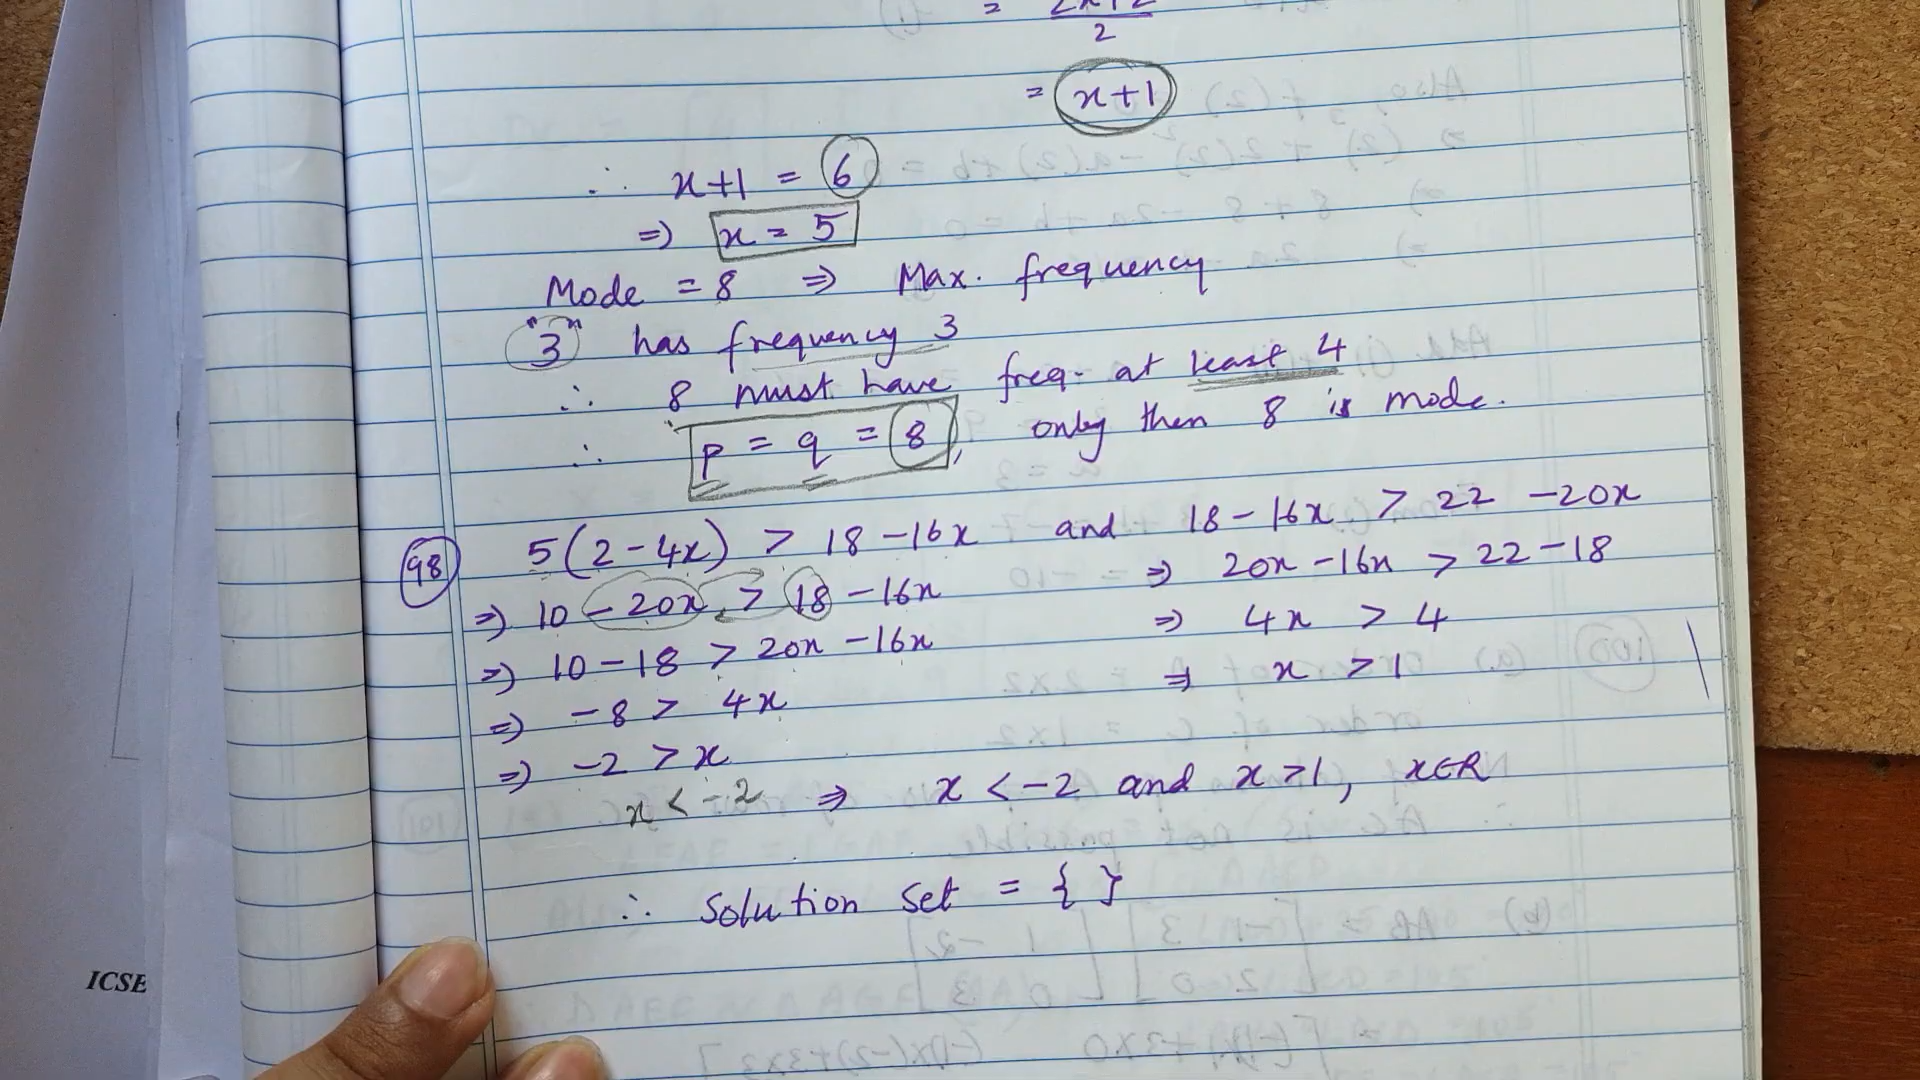 = 2x+2
2
= x+1
∴ x+1 = 6
⇒ x = 5
Mode = 8 ⇒ Max. frequency
"3" has frequency 3
∴ 8 must have freq. at least 4
∴ p = q = 8, only then 8 is mode.
98 5(2-4x) > 18-16x and 18-16x > 22-20x
⇒ 10-20x > 18-16x ⇒ 20x-16x > 22-18
⇒ 10-18 > 20x-16x ⇒ 4x > 4
⇒ -8 > 4x ⇒ x > 1
⇒ -2 > x
x < -2 ⇒ x < -2 and x > 1, x∈R
∴ Solution set = { }
ICSE